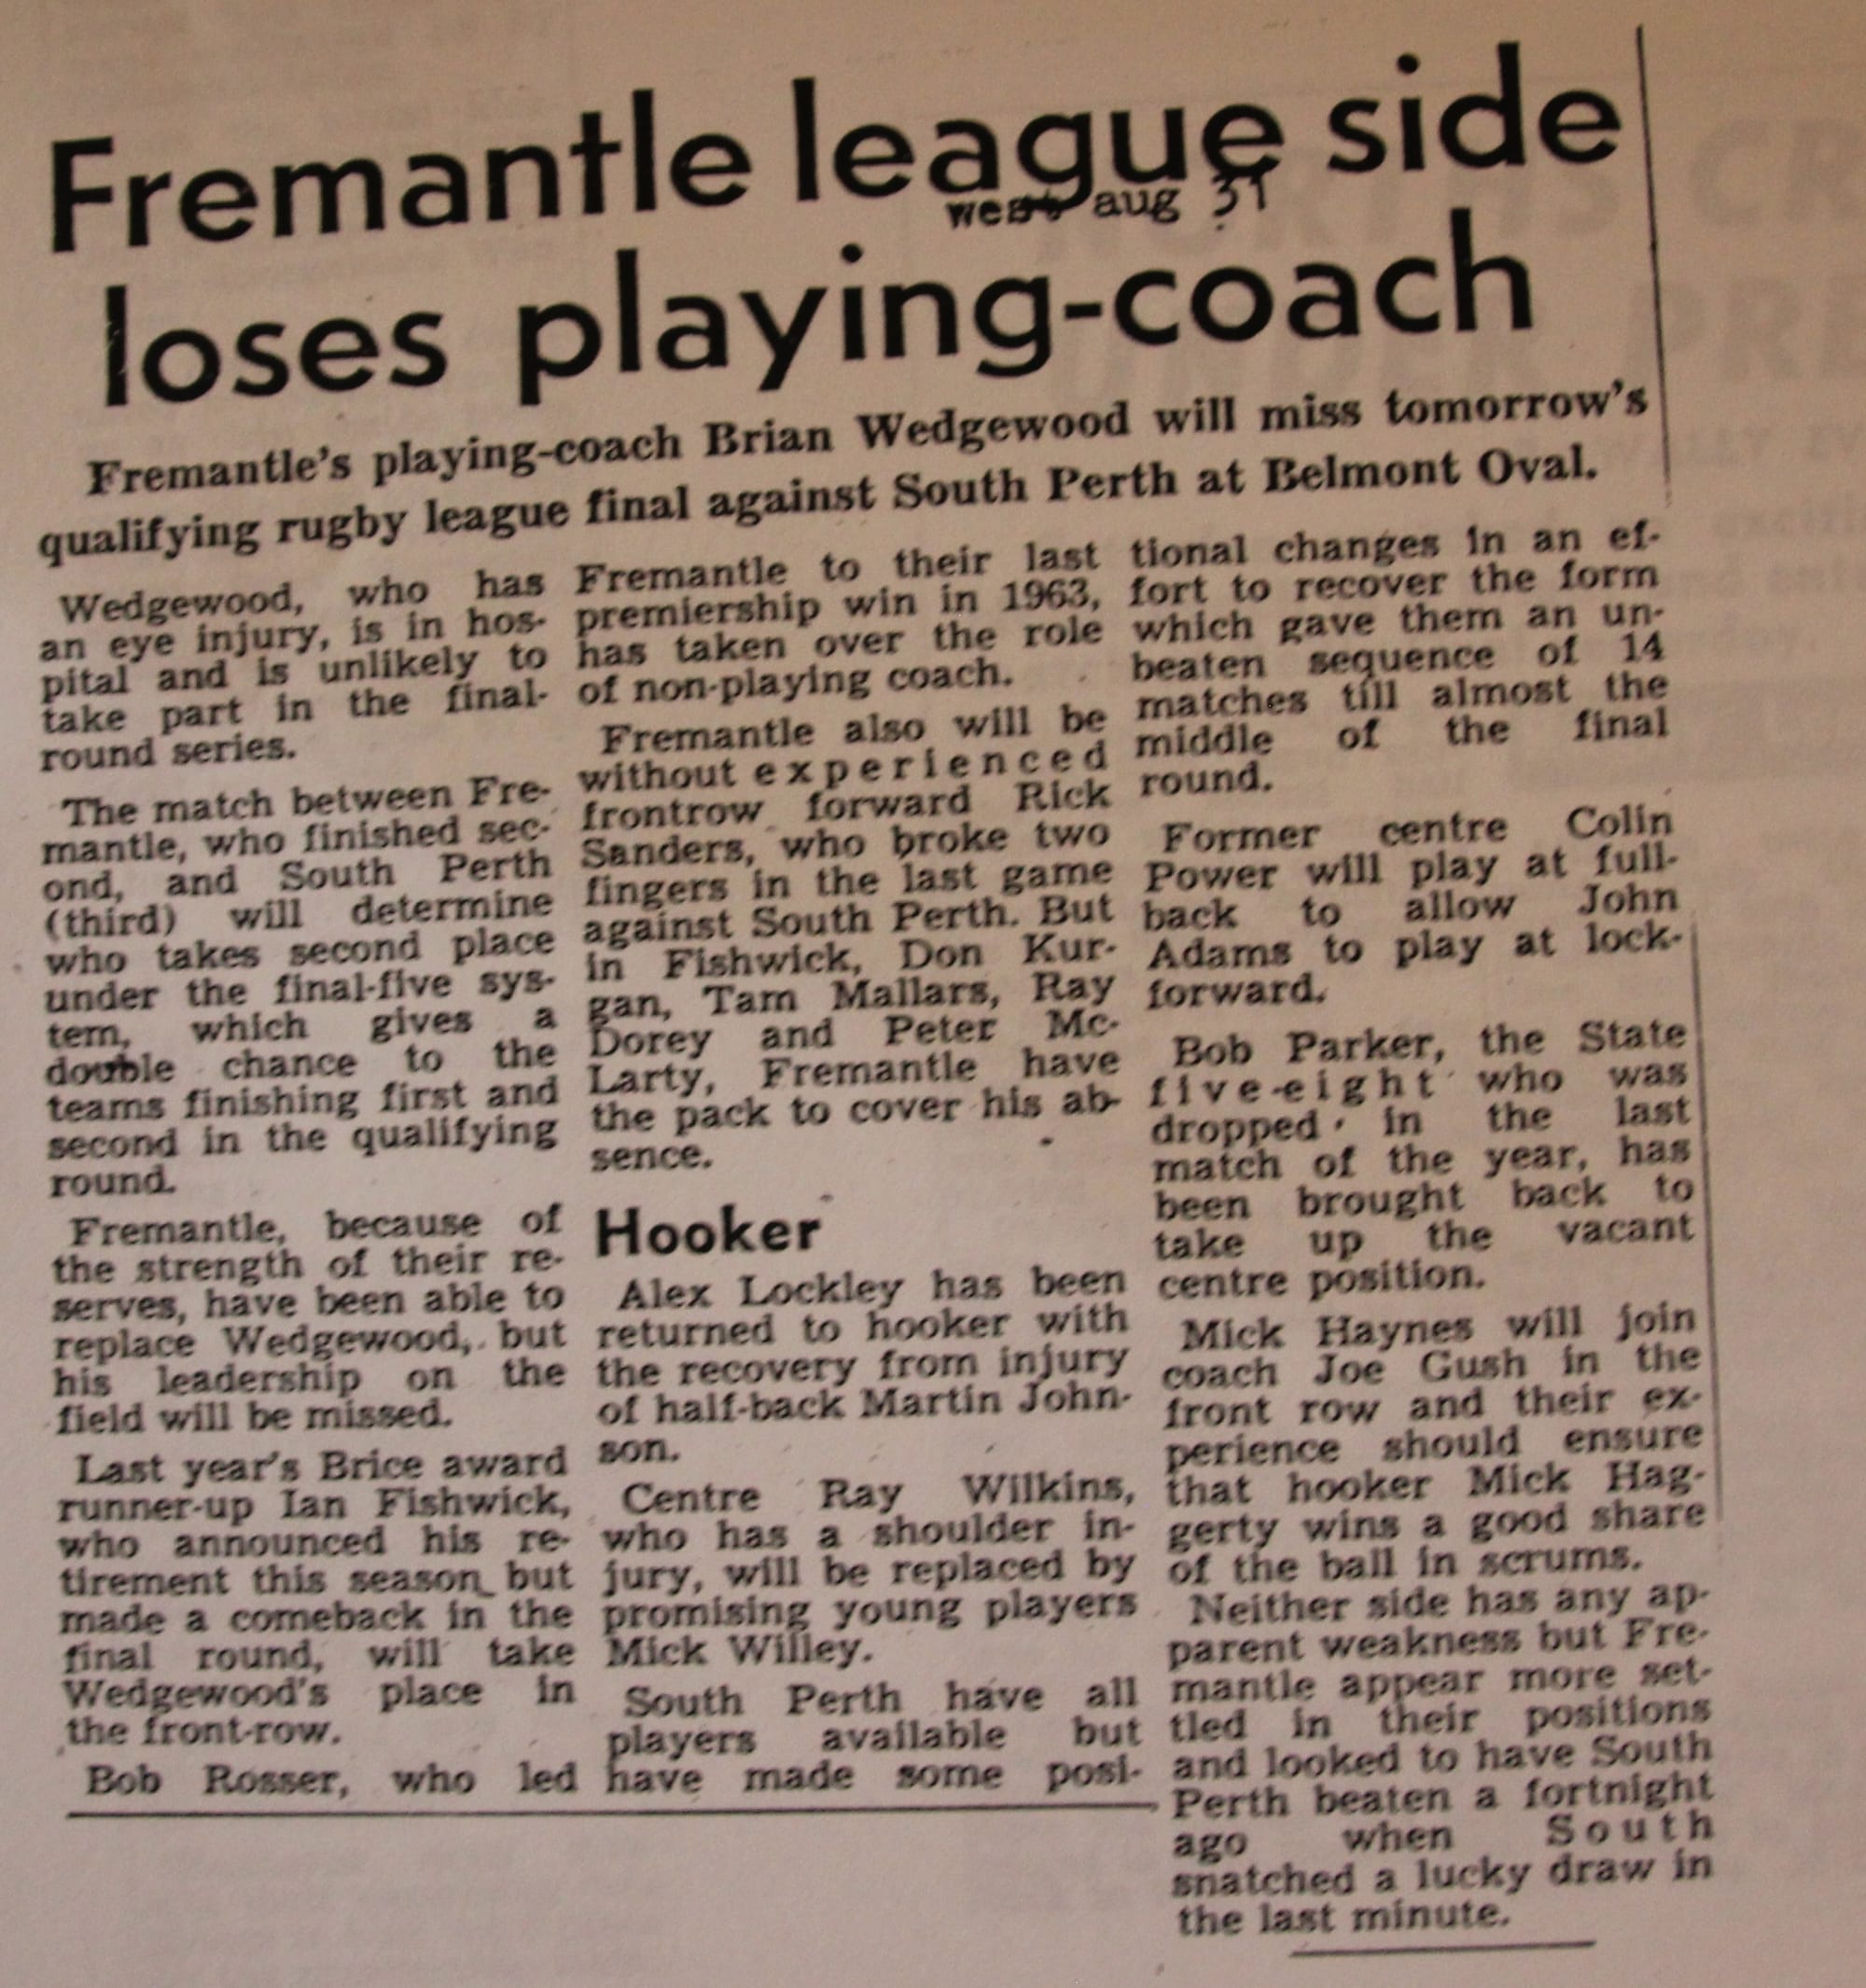 Fremantle league side
west aug 31
loses playing-coach
Fremantle's playing-coach Brian Wedgewood will miss tomorrow's
qualifying rugby league final against South Perth at Belmont Oval.
Wedgewood, who has
an eye injury, is in hos-
pital and is unlikely to
take part in the final-
round series.
The match between Fre-
mantle, who finished sec-
ond, and South Perth
(third) will determine
who takes second place
under the final-five sys-
tem, which gives a
double chance to the
teams finishing first and
second in the qualifying
round.
Fremantle, because of
the strength of their re-
serves, have been able to
replace Wedgewood, but
his leadership on the
field will be missed.
Last year's Brice award
runner-up Ian Fishwick,
who announced his re-
tirement this season but
made a comeback in the
final round, will take
Wedgewood's place in
the front-row.
Bob Rosser, who led
Fremantle to their last
premiership win in 1963,
has taken over the role
of non-playing coach.
Fremantle also will be
without experienced
frontrow forward Rick
Sanders, who broke two
fingers in the last game
against South Perth. But
in Fishwick, Don Kur-
gan, Tam Mallars, Ray
Dorey and Peter Mc-
Larty, Fremantle have
the pack to cover his ab-
sence.
Hooker
Alex Lockley has been
returned to hooker with
the recovery from injury
of half-back Martin John-
son.
Centre Ray Wilkins,
who has a shoulder in-
jury, will be replaced by
promising young players
Mick Willey.
South Perth have all
players available but
have made some posi-
tional changes in an ef-
fort to recover the form
which gave them an un-
beaten sequence of 14
matches till almost the
middle of the final
round.
Former centre Colin
Power will play at full-
back to allow John
Adams to play at lock-
forward.
Bob Parker, the State
five-eight who was
dropped in the last
match of the year, has
been brought back to
take up the vacant
centre position.
Mick Haynes will join
coach Joe Gush in the
front row and their ex-
perience should ensure
that hooker Mick Hag-
gerty wins a good share
of the ball in scrums.
Neither side has any ap-
parent weakness but Fre-
mantle appear more set-
tled in their positions
and looked to have South
Perth beaten a fortnight
ago when South
snatched a lucky draw in
the last minute.